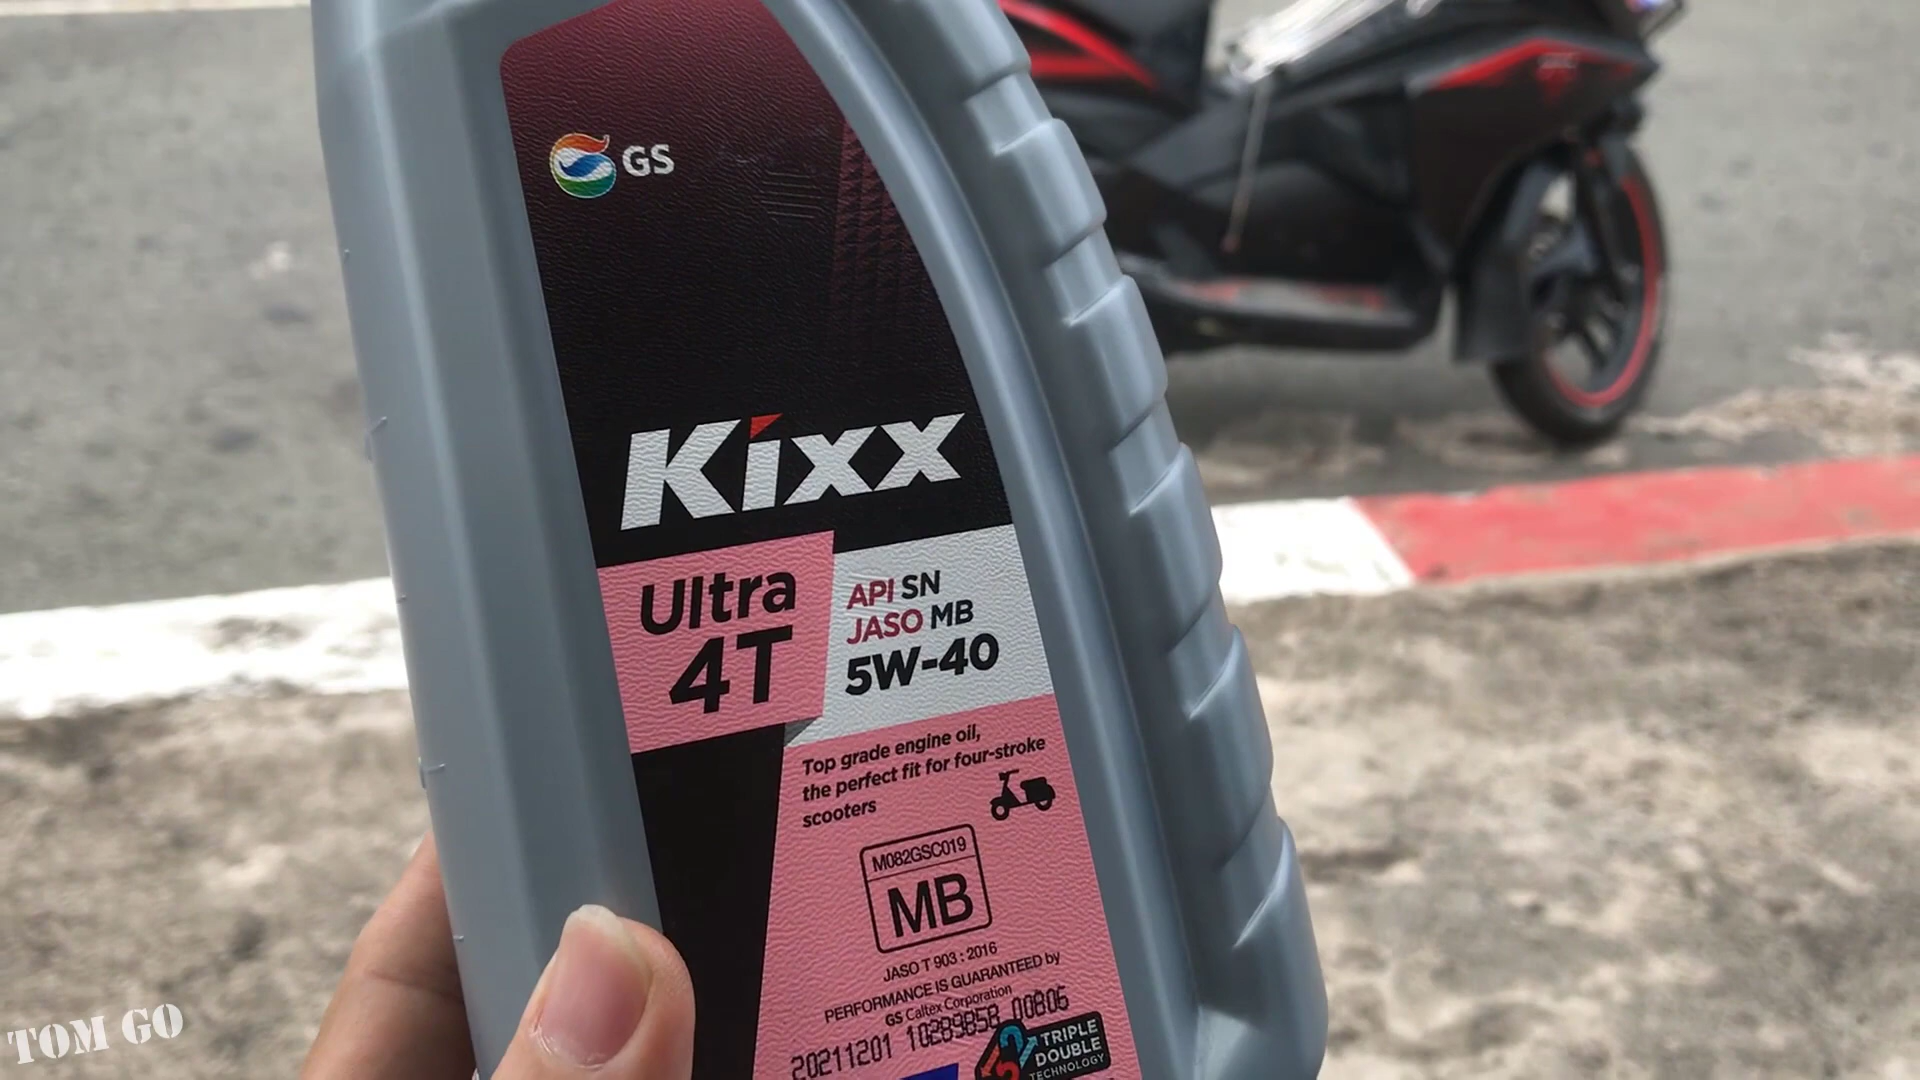 GS
Kixx
Ultra
4T
API SN
JASO MB
5W-40
Top grade engine oil,
the perfect fit for four-stroke
scooters
M082GSC019
MB
JASO T 903 : 2016
PERFORMANCE IS GUARANTEED by
GS Caltex Corporation
20211201 10289858 00806
TRIPLE
DOUBLE
TECHNOLOGY
TOM GO